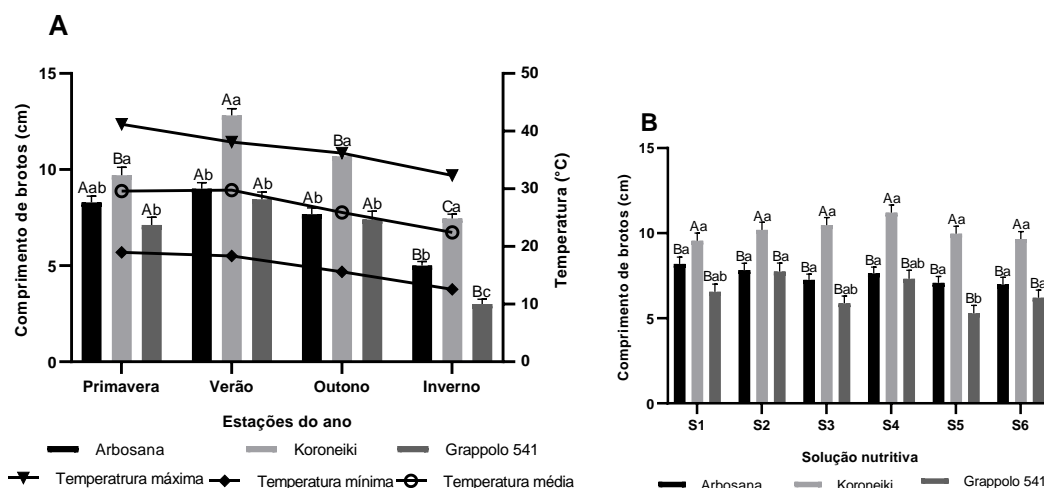 A
15
10
5
0
Comprimento de brotos (cm)
50
40
30
20
10
0
Temperatura (°C)
Aab Ba Ab
Ab Aa Ab
Ab Ba Ab
Bb Ca Bc
Primavera Verão Outono Inverno
Estações do ano
Arbosana Koroneiki Grappolo 541
Temperatrura máxima Temperatura mínima Temperatura média
B
15
10
5
0
Comprimento de brotos (cm)
Ba Aa Bab
Ba Aa Ba
Ba Aa Bab
Ba Aa Bab
Ba Aa Bb
Ba Aa Ba
S1 S2 S3 S4 S5 S6
Solução nutritiva
Arbosana Koroneiki Grappolo 541